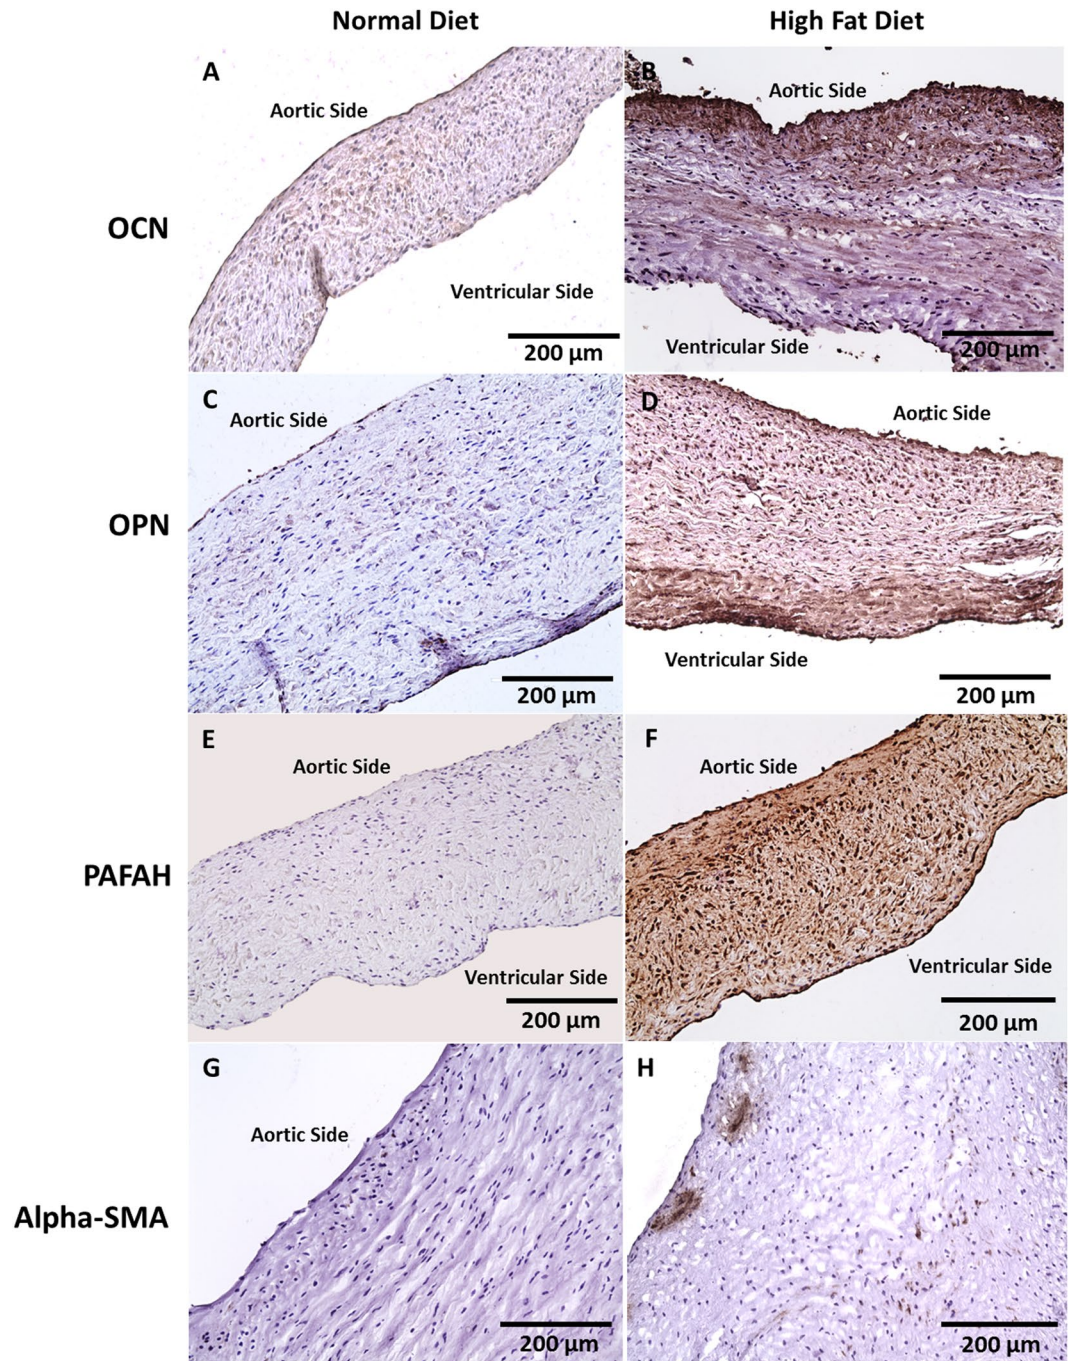 Normal Diet
High Fat Diet
A
Aortic Side
B
Aortic Side
OCN
Ventricular Side
200 µm
Ventricular Side
200 µm
C
Aortic Side
D
Aortic Side
OPN
200 µm
Ventricular Side
200 µm
E
Aortic Side
F
Aortic Side
PAFAH
Ventricular Side
200 µm
Ventricular Side
200 µm
G
Aortic Side
H
Alpha-SMA
200 µm
200 µm